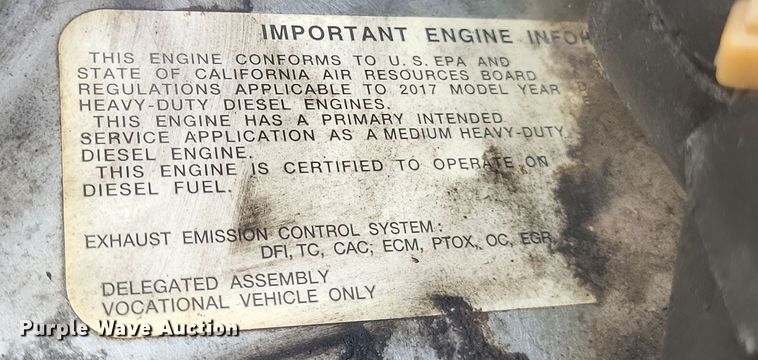 IMPORTANT ENGINE
THIS ENGINE CONFORMS TO U.S. EPA AND
STATE OF CALIFORNIA AIR RESOURCES BOARD
REGULATIONS APPLICABLE TO 2017 MODEL YEAR
HEAVY-DUTY DIESEL ENGINES.
THIS ENGINE HAS A PRIMARY INTENDED
SERVICE APPLICATION AS A MEDIUM HEAVY-DUTY
DIESEL ENGINE.
THIS ENGINE IS CERTIFIED TO OPERATE ON
DIESEL FUEL.
EXHAUST EMISSION CONTROL SYSTEM:
DFI, TC, CAC, ECM, PTOX, OC, EGR,
DELEGATED ASSEMBLY
VOCATIONAL VEHICLE ONLY
Purple Wave Auction